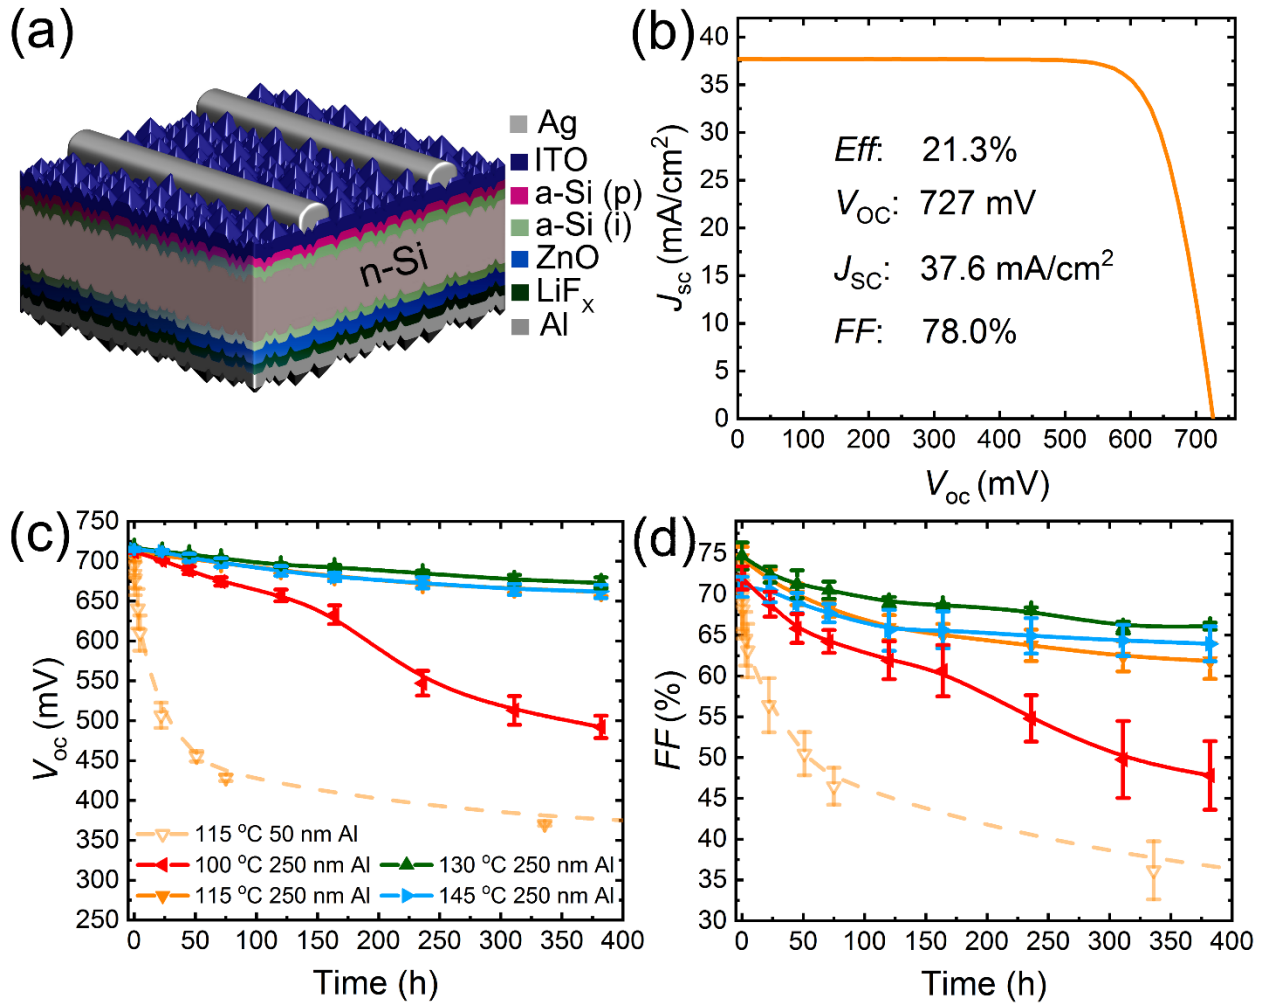 (a)
Ag
ITO
a-Si (p)
a-Si (i)
ZnO
LiFx
Al
n-Si
(b)
40
35
30
25
20
15
10
5
0
Jsc (mA/cm²)
Eff: 21.3%
VOC: 727 mV
JSC: 37.6 mA/cm²
FF: 78.0%
0 100 200 300 400 500 600 700
Voc (mV)
(c)
750
700
650
600
550
500
450
400
350
300
250
Voc (mV)
115 °C 50 nm Al
100 °C 250 nm Al
130 °C 250 nm Al
115 °C 250 nm Al
145 °C 250 nm Al
0 50 100 150 200 250 300 350 400
Time (h)
(d)
75
70
65
60
55
50
45
40
35
30
FF (%)
0 50 100 150 200 250 300 350 400
Time (h)